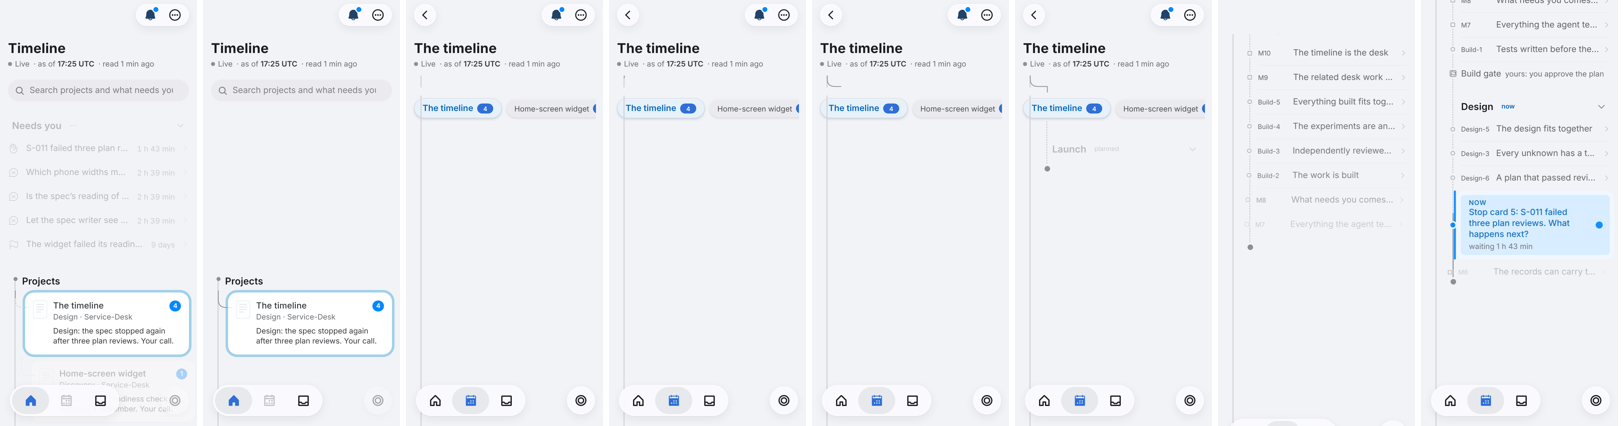 Timeline
Live · as of 17:25 UTC · read 1 min ago
Search projects and what needs you
Needs you
S-011 failed three plan r... 1 h 43 min
Which phone widths m... 2 h 39 min
Is the spec's reading of ... 2 h 39 min
Let the spec writer see ... 2 h 39 min
The widget failed its readin... 9 days
Projects
The timeline 4
Design · Service-Desk
Design: the spec stopped again
after three plan reviews. Your call.
Home-screen widget 1
Discovery · Service-Desk
Timeline
Live · as of 17:25 UTC · read 1 min ago
Search projects and what needs you
Projects
The timeline 4
Design · Service-Desk
Design: the spec stopped again
after three plan reviews. Your call.
The timeline
Live · as of 17:25 UTC · read 1 min ago
The timeline 4 Home-screen widget
The timeline
Live · as of 17:25 UTC · read 1 min ago
The timeline 4 Home-screen widget
The timeline
Live · as of 17:25 UTC · read 1 min ago
The timeline 4 Home-screen widget
The timeline
Live · as of 17:25 UTC · read 1 min ago
The timeline 4 Home-screen widget
Launch planned
M10 The timeline is the desk
M9 The related desk work ...
Build-5 Everything built fits tog...
Build-4 The experiments are an...
Build-3 Independently reviewe...
Build-2 The work is built
M8 What needs you comes...
M7 Everything the agent te...
M8 What needs you comes...
M7 Everything the agent te...
Build-1 Tests written before the...
Build gate yours: you approve the plan
Design now
Design-5 The design fits together
Design-3 Every unknown has a t...
Design-6 A plan that passed revi...
NOW
Stop card 5: S-011 failed
three plan reviews. What
happens next?
waiting 1 h 43 min
The records can carry t...